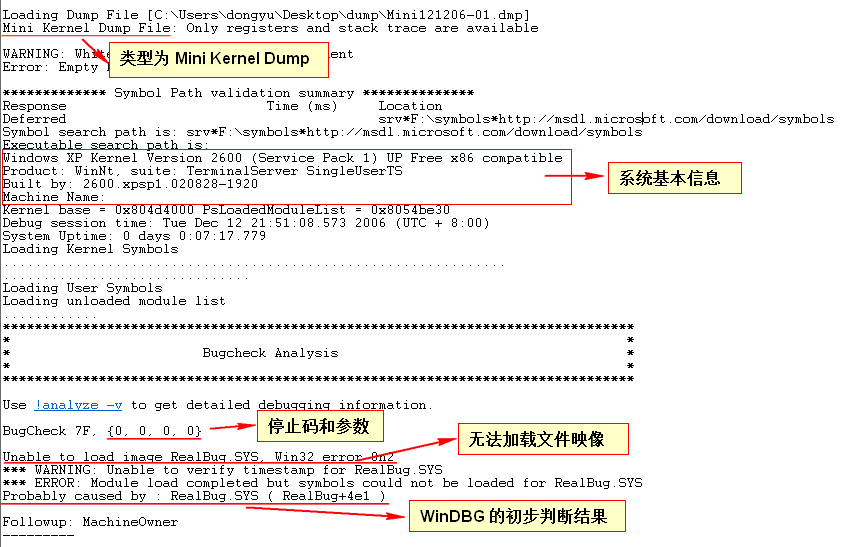 Loading Dump File [C:\Users\dongyu\Desktop\dump\Mini121206-01.dmp]
Mini Kernel Dump File: Only registers and stack trace are available
WARNING: Whit
ent
Error: Empty
类型为 Mini Kernel Dump
************* Symbol Path validation summary **************
Response Time (ms) Location
Deferred srv*F:\symbols*http://msdl.microsoft.com/download/symbols
Symbol search path is: srv*F:\symbols*http://msdl.microsoft.com/download/symbols
Executable search path is:
Windows XP Kernel Version 2600 (Service Pack 1) UP Free x86 compatible
Product: WinNt, suite: TerminalServer SingleUserTS
系统基本信息
Built by: 2600.xpsp1.020828-1920
Machine Name:
Kernel base = 0x804d4000 PsLoadedModuleList = 0x8054be30
Debug session time: Tue Dec 12 21:51:08.573 2006 (UTC + 8:00)
System Uptime: 0 days 0:07:17.779
Loading Kernel Symbols
...............................................................
...............................
Loading User Symbols
Loading unloaded module list
............
*******************************************************************************
* *
* Bugcheck Analysis *
* *
*******************************************************************************
Use !analyze -v to get detailed debugging information.
BugCheck 7F, {0, 0, 0, 0}
停止码和参数
Unable to load image RealBug.SYS, Win32 error 0n2
无法加载文件映像
*** WARNING: Unable to verify timestamp for RealBug.SYS
*** ERROR: Module load completed but symbols could not be loaded for RealBug.SYS
Probably caused by : RealBug.SYS ( RealBug+4e1 )
WinDBG 的初步判断结果
Followup: MachineOwner
---------